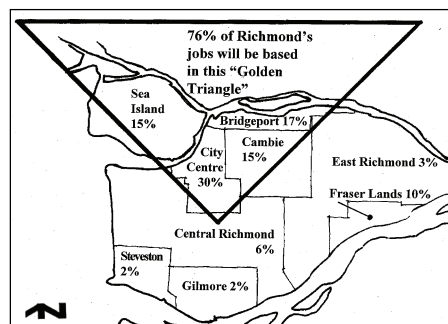 76% of Richmond's
jobs will be based
in this "Golden
Triangle"
Sea
Island
15%
Bridgeport 17%
City
Centre
30%
Cambie
15%
East Richmond 3%
Fraser Lands 10%
Central Richmond
6%
Steveston
2%
Gilmore 2%
N